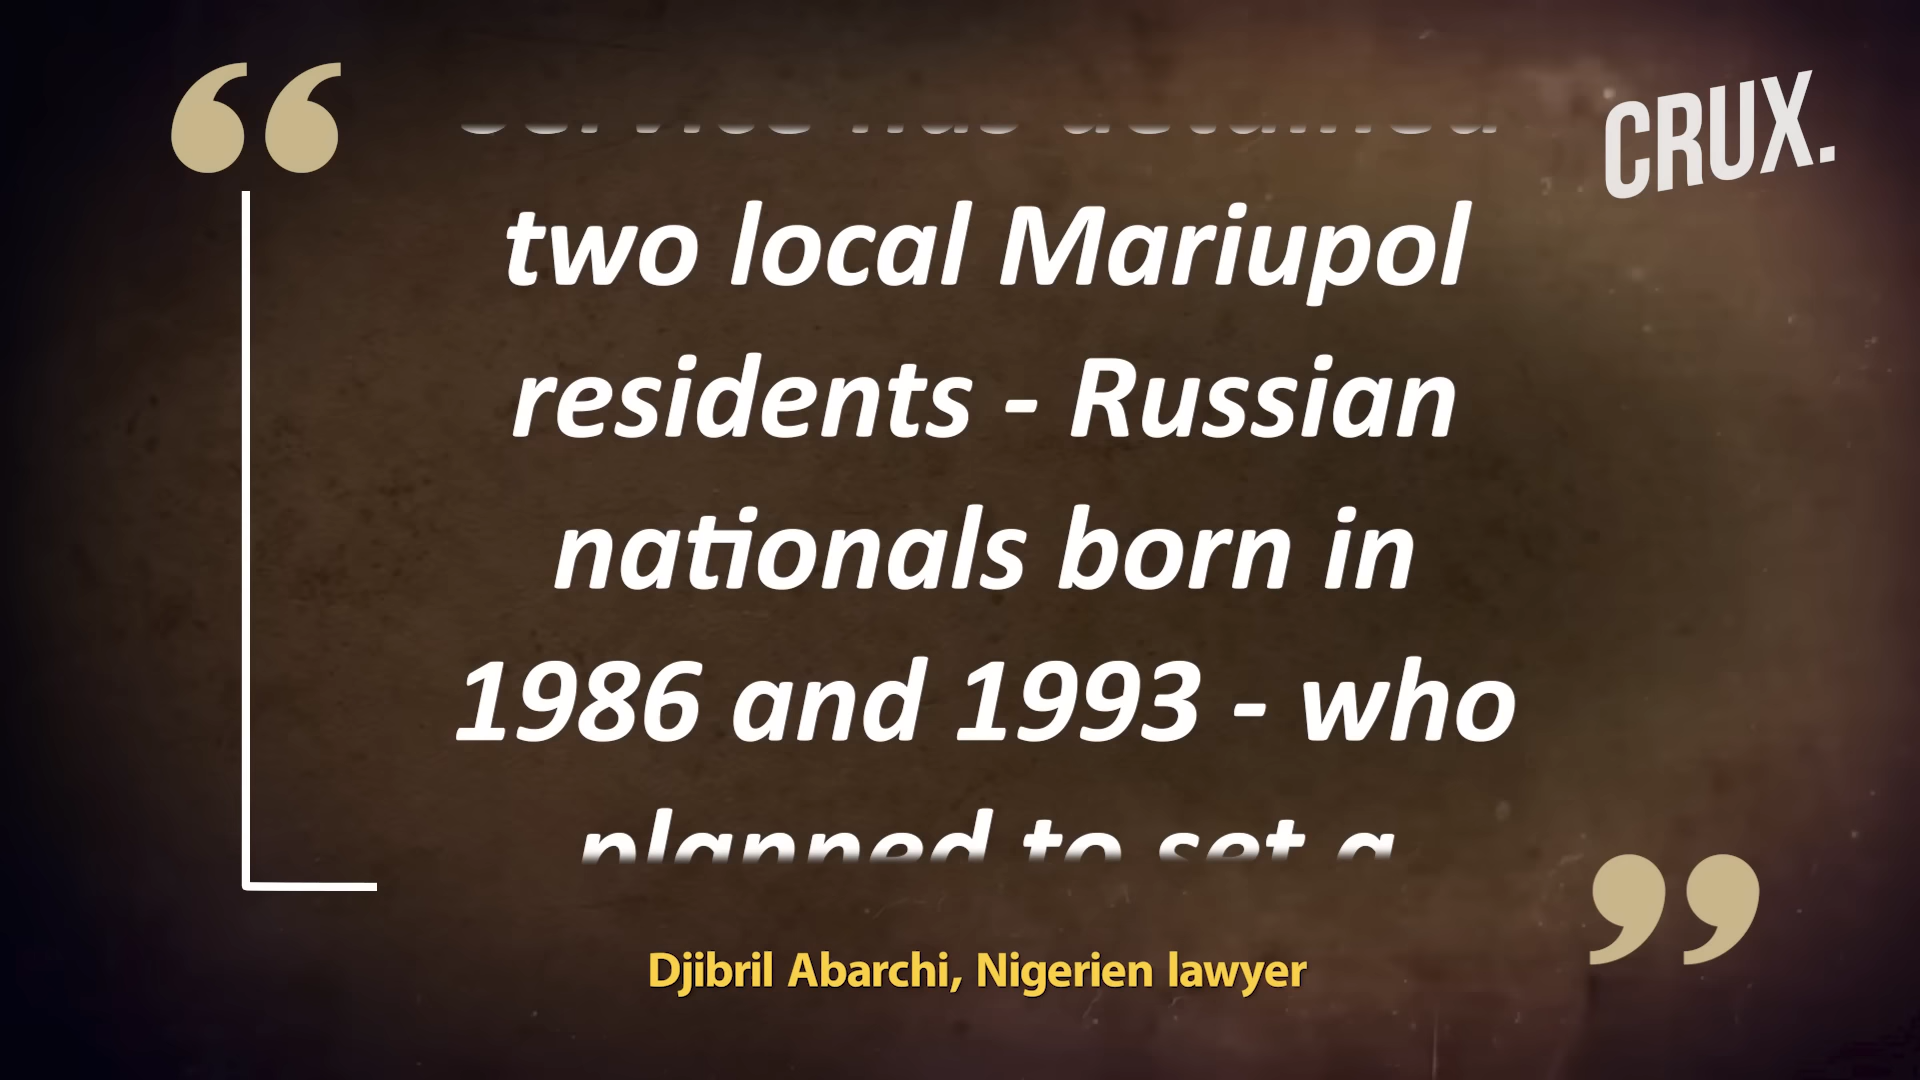 CRUX.
two local Mariupol
residents - Russian
nationals born in
1986 and 1993 - who
planned to set a
Djibril Abarchi, Nigerien lawyer